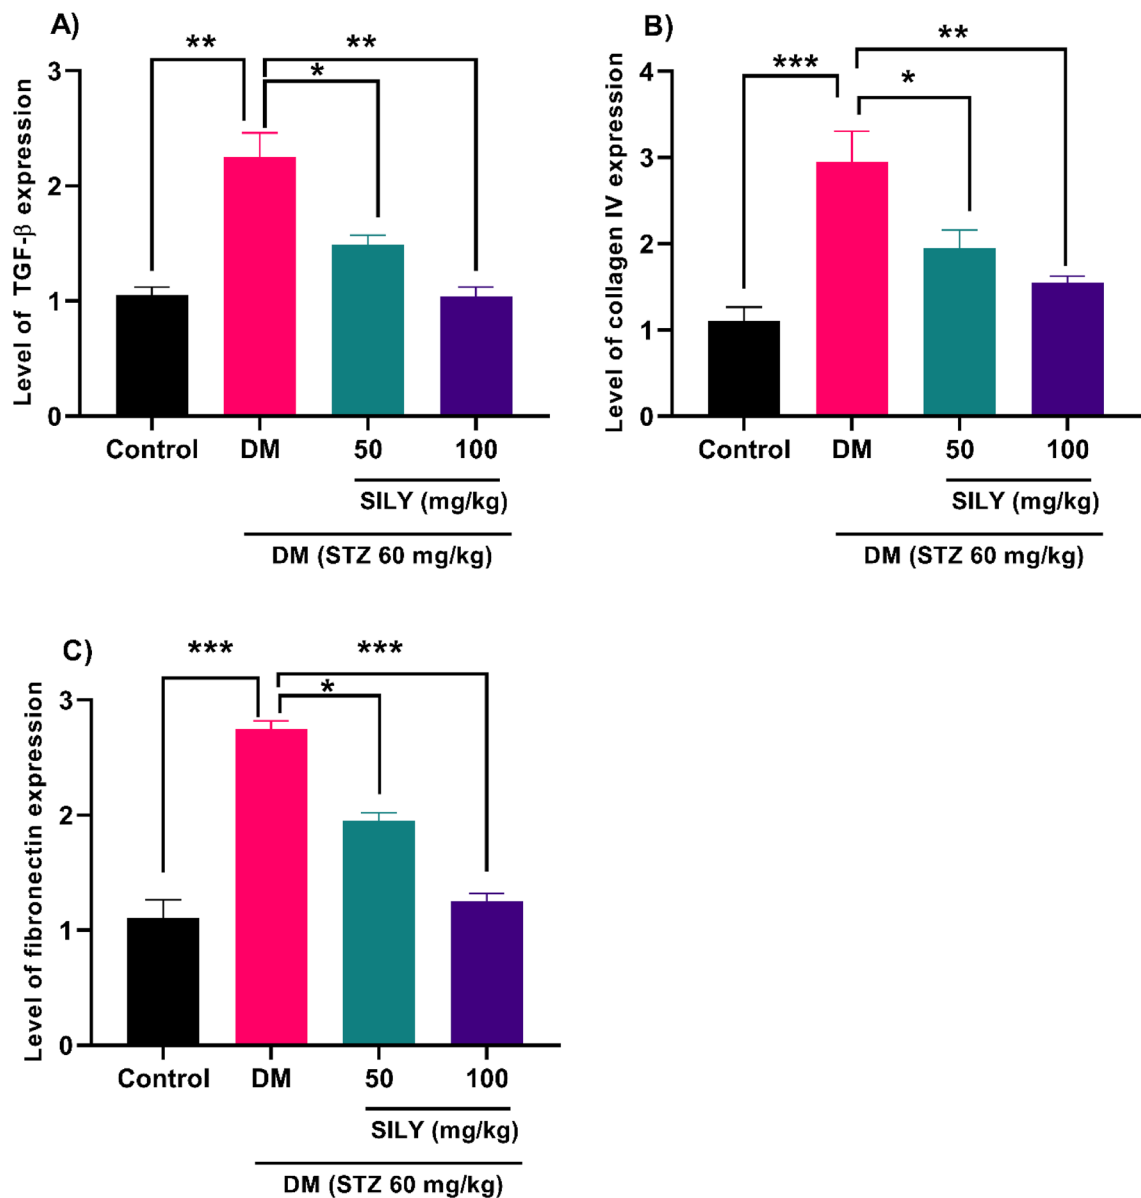 A)
** **
*
3
2
1
0
Level of TGF-β expression
Control DM 50 100
SILY (mg/kg)
DM (STZ 60 mg/kg)
B)
*** **
*
4
3
2
1
0
Level of collagen IV expression
Control DM 50 100
SILY (mg/kg)
DM (STZ 60 mg/kg)
C)
*** ***
*
3
2
1
0
Level of fibronectin expression
Control DM 50 100
SILY (mg/kg)
DM (STZ 60 mg/kg)